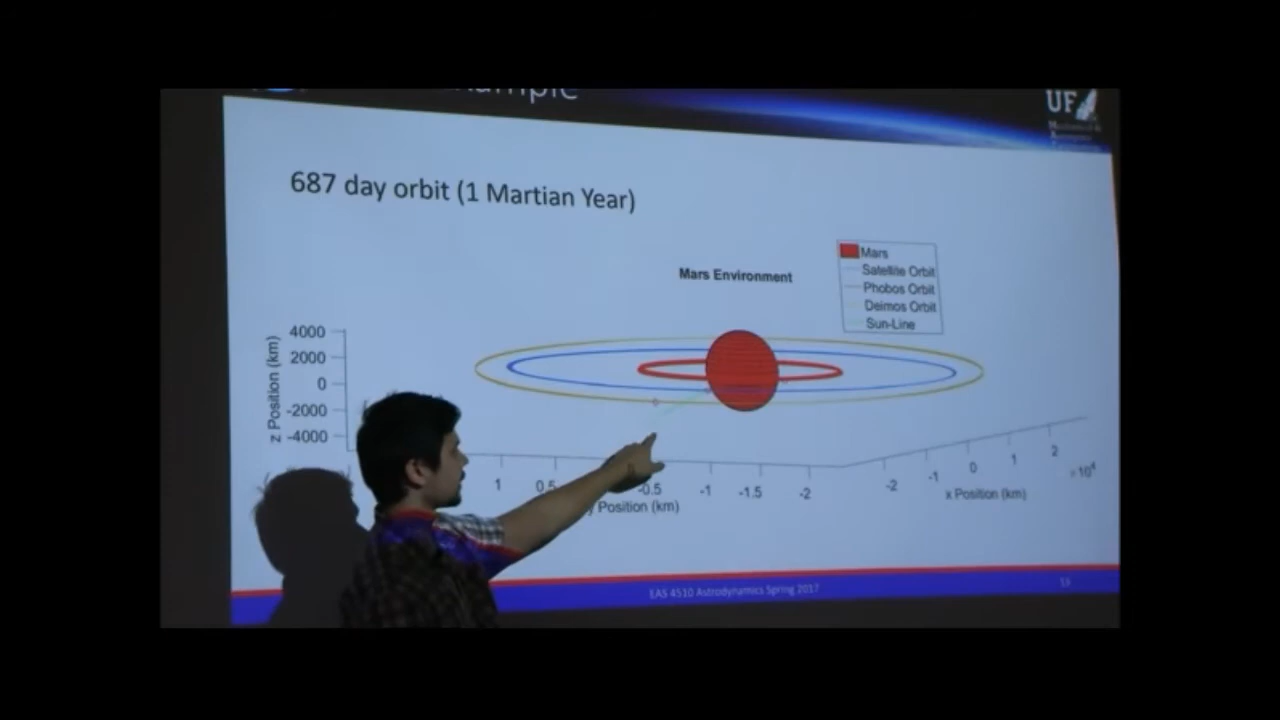 UF
687 day orbit (1 Martian Year)
Mars Environment
Mars
Satellite Orbit
Phobos Orbit
Deimos Orbit
Sun-Line
4000
2000
0
-2000
-4000
z Position (km)
1 0.5 -0.5 -1 -1.5 -2
y Position (km)
-2 -1 0 1 2
×10⁴
x Position (km)
EAS 4510 Astrodynamics Spring 2017
13